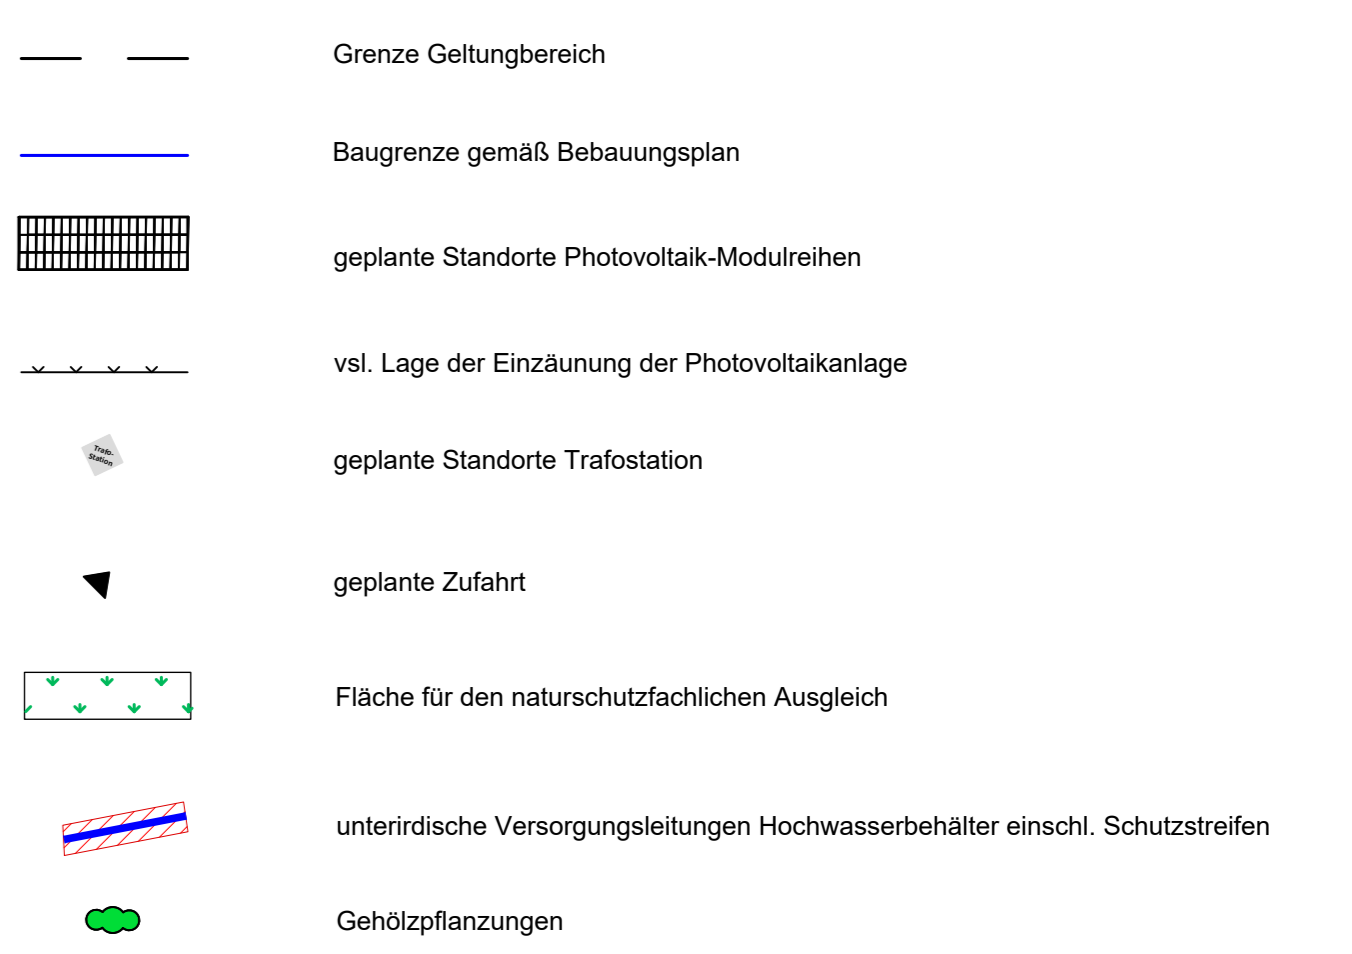 Grenze Geltungbereich
Baugrenze gemäß Bebauungsplan
geplante Standorte Photovoltaik-Modulreihen
vsl. Lage der Einzäunung der Photovoltaikanlage
Trafo-
Station
geplante Standorte Trafostation
geplante Zufahrt
Fläche für den naturschutzfachlichen Ausgleich
unterirdische Versorgungsleitungen Hochwasserbehälter einschl. Schutzstreifen
Gehölzpflanzungen